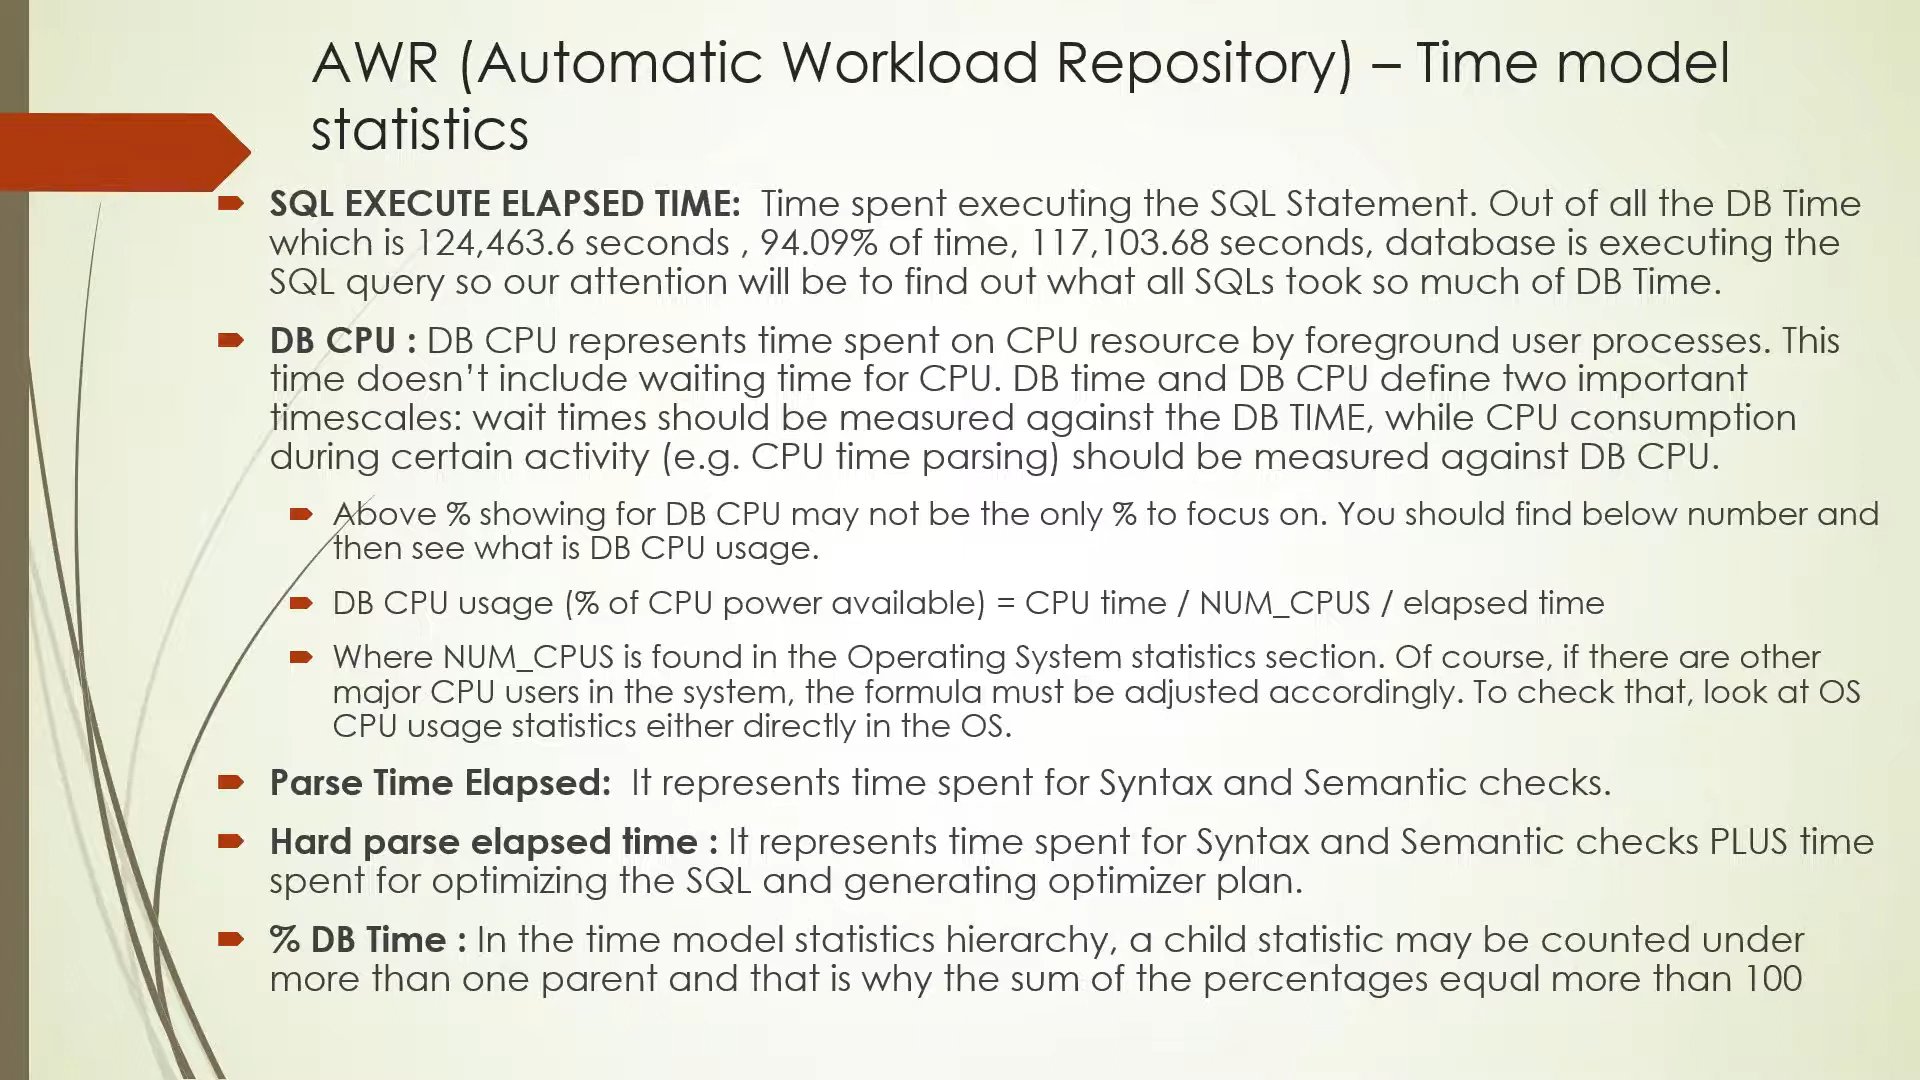 AWR (Automatic Workload Repository) – Time model
statistics
SQL EXECUTE ELAPSED TIME: Time spent executing the SQL Statement. Out of all the DB Time
which is 124,463.6 seconds , 94.09% of time, 117,103.68 seconds, database is executing the
SQL query so our attention will be to find out what all SQLs took so much of DB Time.
DB CPU : DB CPU represents time spent on CPU resource by foreground user processes. This
time doesn't include waiting time for CPU. DB time and DB CPU define two important
timescales: wait times should be measured against the DB TIME, while CPU consumption
during certain activity (e.g. CPU time parsing) should be measured against DB CPU.
Above % showing for DB CPU may not be the only % to focus on. You should find below number and
then see what is DB CPU usage.
DB CPU usage (% of CPU power available) = CPU time / NUM_CPUS / elapsed time
Where NUM_CPUS is found in the Operating System statistics section. Of course, if there are other
major CPU users in the system, the formula must be adjusted accordingly. To check that, look at OS
CPU usage statistics either directly in the OS.
Parse Time Elapsed: It represents time spent for Syntax and Semantic checks.
Hard parse elapsed time : It represents time spent for Syntax and Semantic checks PLUS time
spent for optimizing the SQL and generating optimizer plan.
% DB Time : In the time model statistics hierarchy, a child statistic may be counted under
more than one parent and that is why the sum of the percentages equal more than 100